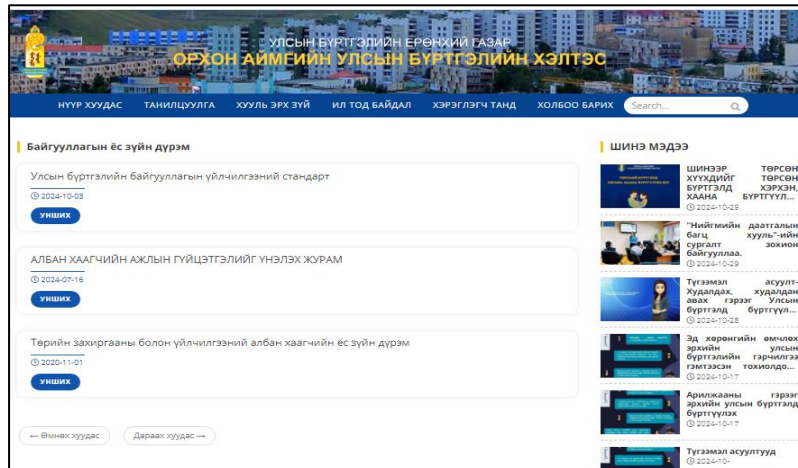 УЛСЫН БҮРТГЭЛИЙН ЕРӨНХИЙ ГАЗАР
ОРХОН АЙМГИЙН УЛСЫН БҮРТГЭЛИЙН ХЭЛТЭС
НҮҮР ХУУДАС ТАНИЛЦУУЛГА ХУУЛЬ ЭРХ ЗҮЙ ИЛ ТОД БАЙДАЛ ХЭРЭГЛЭГЧ ТАНД ХОЛБОО БАРИХ Search...
Байгууллагын ёс зүйн дүрэм
Улсын бүртгэлийн байгууллагын үйлчилгээний стандарт
2024-10-03
УНШИХ
АЛБАН ХААГЧИЙН АЖЛЫН ГҮЙЦЭТГЭЛИЙГ ҮНЭЛЭХ ЖУРАМ
2024-07-16
УНШИХ
Төрийн захиргааны болон үйлчилгээний албан хаагчийн ёс зүйн дүрэм
2020-11-01
УНШИХ
← Өмнөх хуудас Дараах хуудас →
ШИНЭ МЭДЭЭ
ШИНЭЭР ТӨРСӨН
ХҮҮХДИЙГ ТӨРСӨН
БҮРТГЭЛД ХЭРХЭН,
ХААНА БҮРТГҮҮЛ...
2024-10-29
"Нийгмийн даатгалын
багц хууль"-ийн
сургалт зохион
байгууллаа.
2024-10-29
Түгээмэл асуулт-
Худалдах, худалдан
авах гэрээг Улсын
бүртгэлд бүртгүүл...
2024-10-28
Эд хөрөнгийн өмчлөх
эрхийн улсын
бүртгэлийн гэрчилгээ
гэмтээсэн тохиолдо...
2024-10-17
Арилжааны гэрээг
эрхийн улсын бүртгэлд
бүртгүүлэх
2024-10-17
Түгээмэл асуултууд
2024-10-